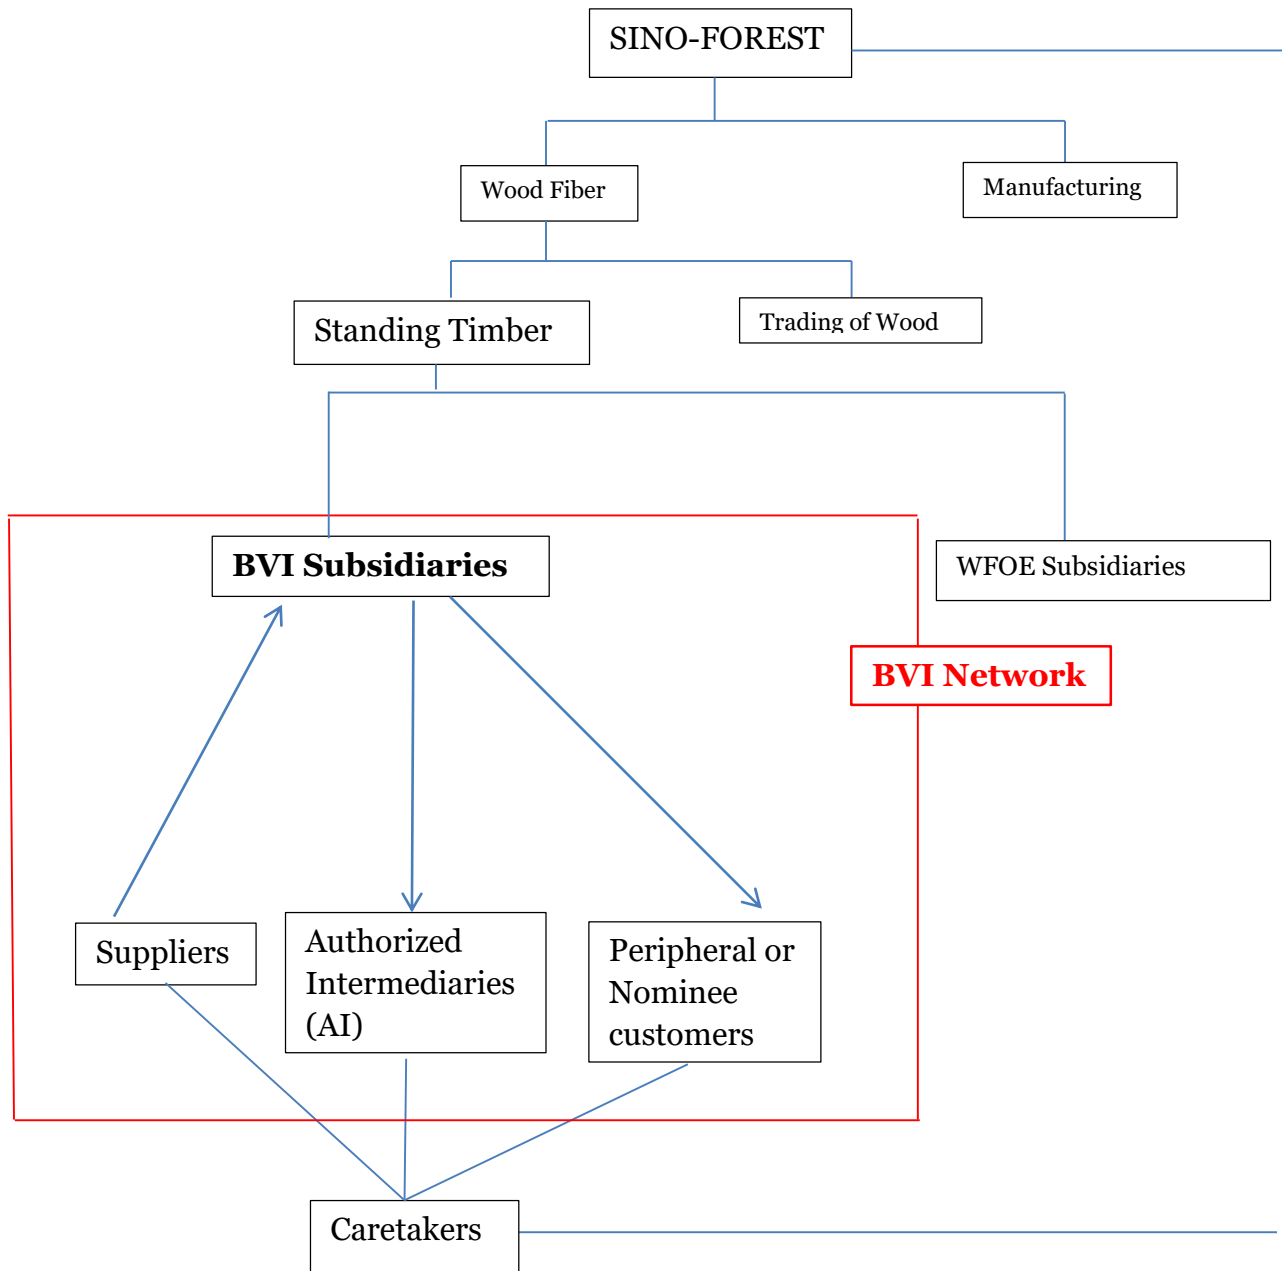 SINO-FOREST
Wood Fiber
Manufacturing
Standing Timber
Trading of Wood
BVI Subsidiaries
WFOE Subsidiaries
BVI Network
Suppliers
Authorized
Intermediaries
(AI)
Peripheral or
Nominee
customers
Caretakers